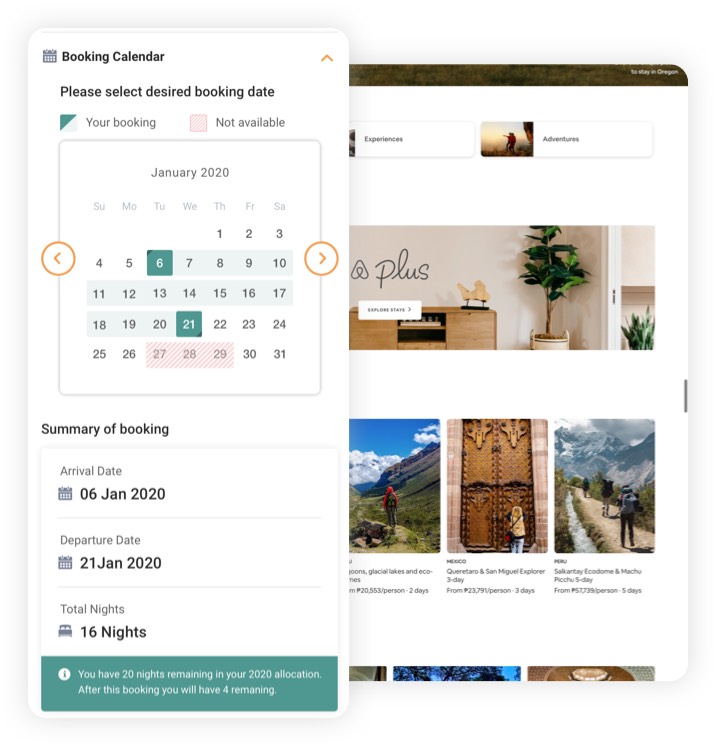 Booking Calendar
Please select desired booking date
Your booking
Not available
January 2020
Su Mo Tu We Th Fr Sa
1 2 3
4 5 6 7 8 9 10
11 12 13 14 15 16 17
18 19 20 21 22 23 24
25 26 27 28 29 30 31
Summary of booking
Arrival Date
06 Jan 2020
Departure Date
21Jan 2020
Total Nights
16 Nights
You have 20 nights remaining in your 2020 allocation.
After this booking you will have 4 remaning.
to stay in Oregon
Experiences
Adventures
Plus
EXPLORE STAYS
oons, glacial lakes and eco-
nes
m ₱20,553/person · 2 days
MEXICO
Queretaro & San Miguel Explorer
3-day
From ₱23,791/person · 3 days
PERU
Salkantay Ecodome & Machu
Picchu 5-day
From ₱57,739/person · 5 days